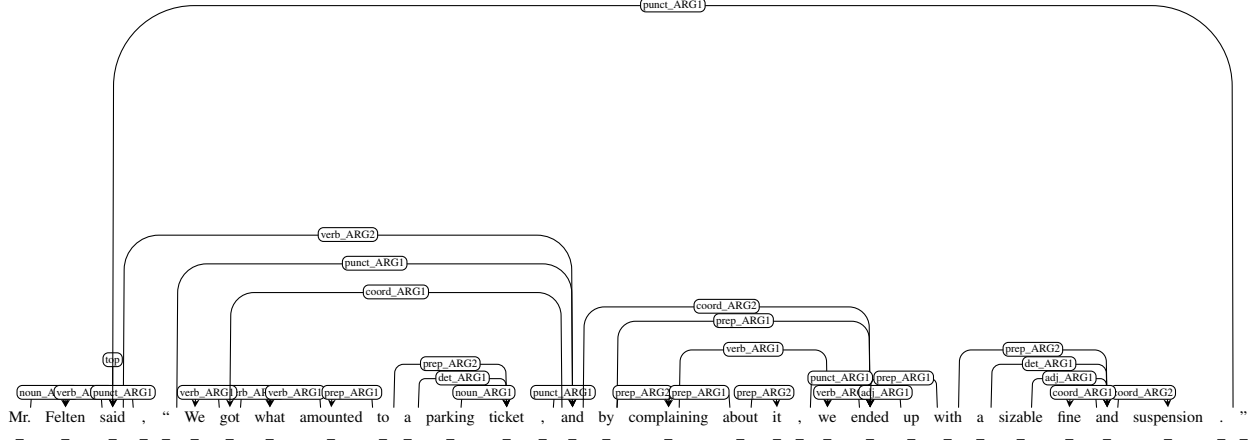 punct_ARG1
verb_ARG2
punct_ARG1
coord_ARG1
coord_ARG2
prep_ARG1
verb_ARG1
prep_ARG2
top
prep_ARG2 det_ARG1
det_ARG1 adj_ARG1
punct_ARG1 prep_ARG1
punct_ARG1 verb_ARG1 verb_ARG1 prep_ARG1 noun_ARG1 punct_ARG1 prep_ARG2 prep_ARG1 prep_ARG2 adj_ARG1 coord_ARG1 coord_ARG2
Mr. Felten said , “ We got what amounted to a parking ticket , and by complaining about it , we ended up with a sizable fine and suspension . ”